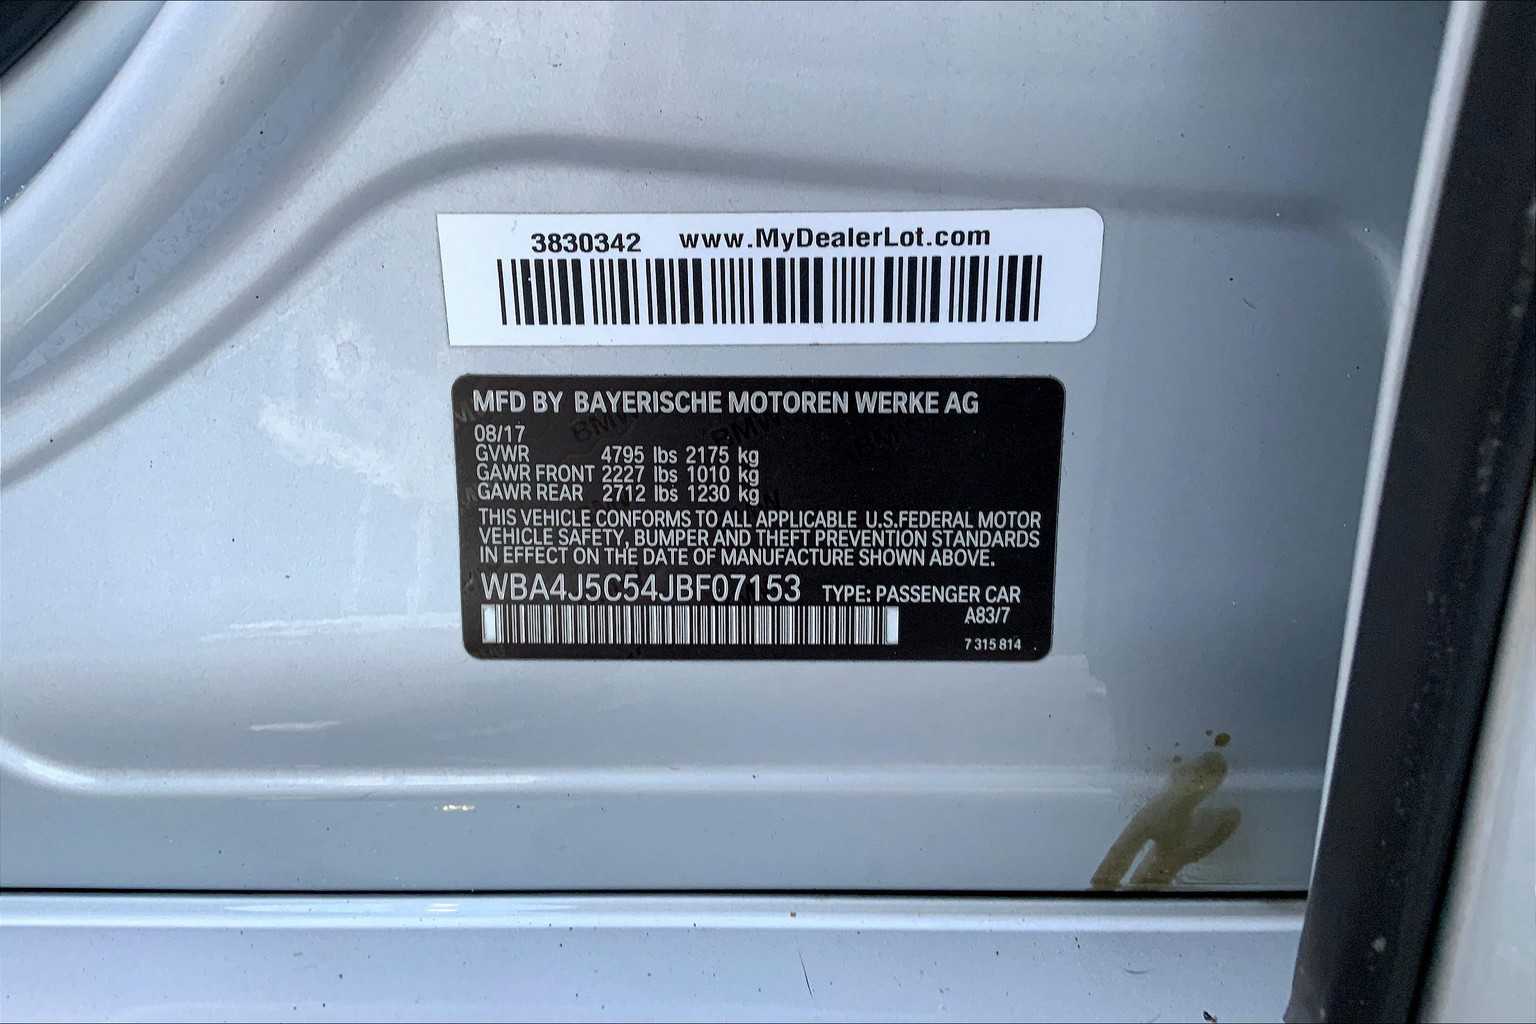 3830342 www.MyDealerLot.com
MFD BY BAYERISCHE MOTOREN WERKE AG
08/17
GVWR 4795 lbs 2175 kg
GAWR FRONT 2227 lbs 1010 kg
GAWR REAR 2712 lbs 1230 kg
THIS VEHICLE CONFORMS TO ALL APPLICABLE U.S.FEDERAL MOTOR
VEHICLE SAFETY, BUMPER AND THEFT PREVENTION STANDARDS
IN EFFECT ON THE DATE OF MANUFACTURE SHOWN ABOVE.
WBA4J5C54JBF07153 TYPE: PASSENGER CAR
A83/7
7 315 814